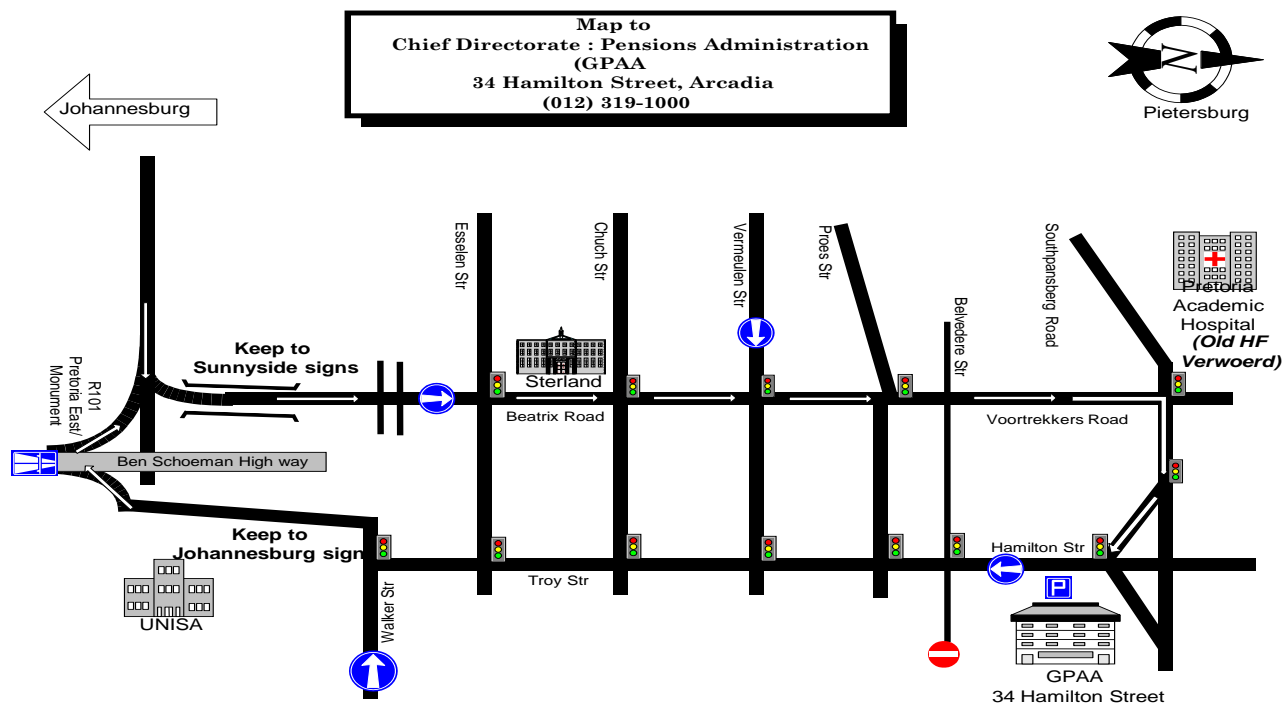 Map to
Chief Directorate : Pensions Administration
(GPAA
34 Hamilton Street, Arcadia
(012) 319-1000
N
Pietersburg
Johannesburg
Esselen Str
Chuch Str
Vermeulen Str
Proes Str
Belvedere Str
Southpansberg Road
Pretoria
Academic
Hospital
(Old HF
Verwoerd)
Keep to
Sunnyside signs
Sterland
Beatrix Road
Voortrekkers Road
R101
Pretoria East/
Monument
Ben Schoeman High way
Keep to
Johannesburg sign
Hamilton Str
Troy Str
P
UNISA
Walker Str
GPAA
34 Hamilton Street